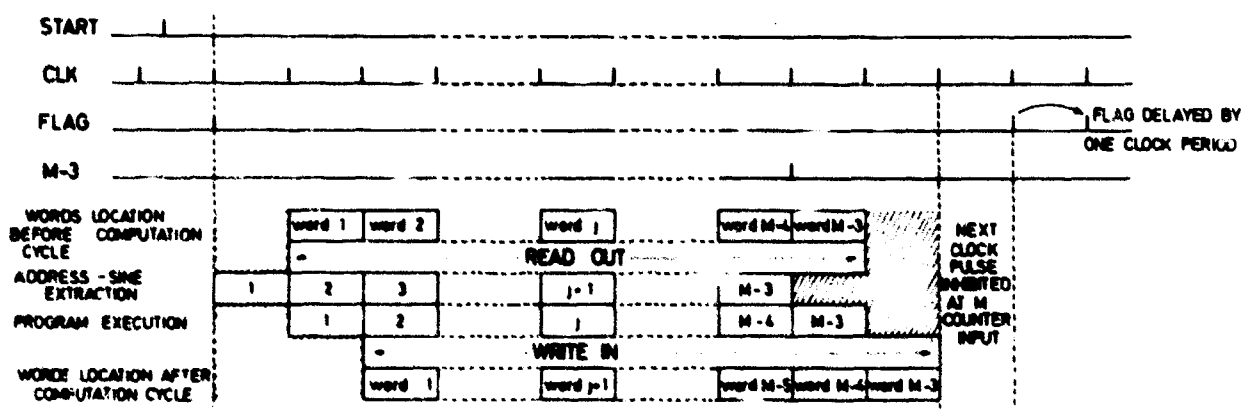 START
CLK
FLAG
FLAG DELAYED BY
ONE CLOCK PERIOD
M-3
WORDS LOCATION
BEFORE COMPUTATION
CYCLE
word 1 word 2 word j word M-4 word M-3
READ OUT
ADDRESS-SINE
EXTRACTION
1 2 3 j+1 M-3
PROGRAM EXECUTION
1 2 j M-4 M-3
NEXT
CLOCK
PULSE
INHIBITED
AT M
COUNTER
INPUT
WRITE IN
WORDS LOCATION AFTER
COMPUTATION CYCLE
word 1 word j-1 word M-5 word M-4 word M-3